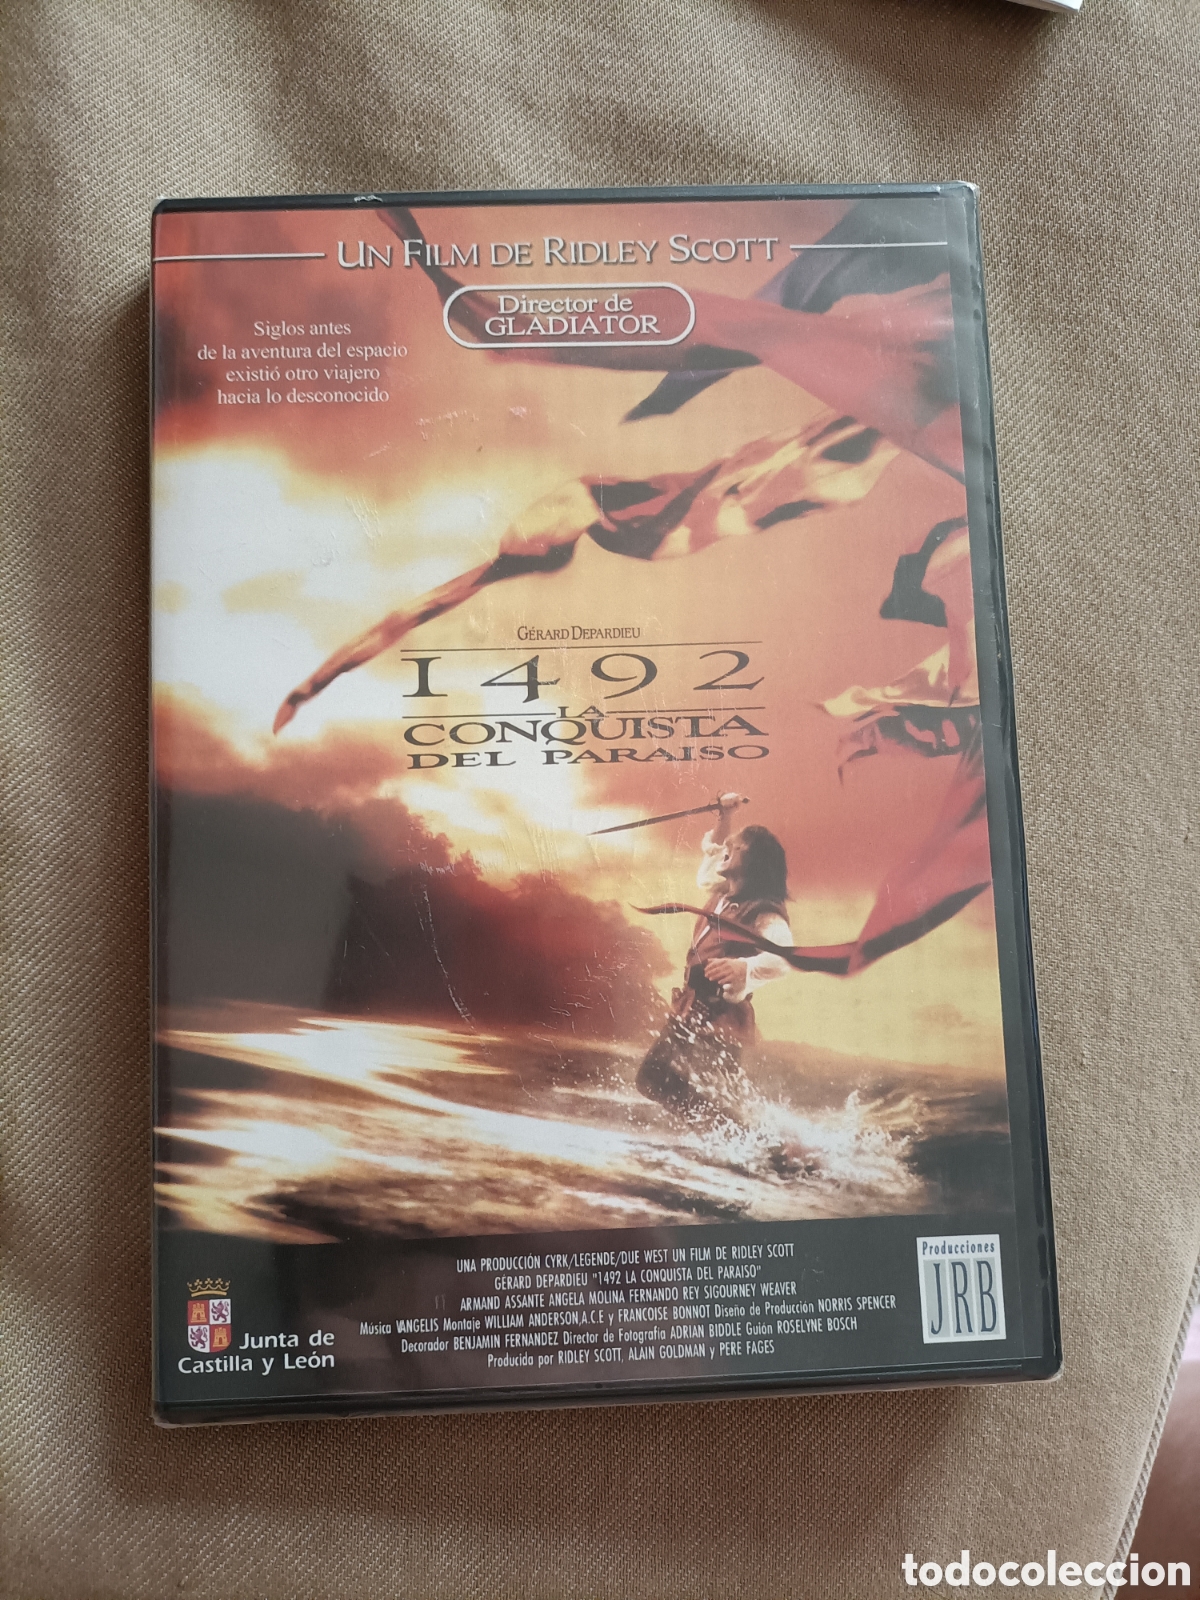 UN FILM DE RIDLEY SCOTT
Director de
GLADIATOR
Siglos antes
de la aventura del espacio
existió otro viajero
hacia lo desconocido
GÉRARD DEPARDIEU
1492
LA
CONQUISTA
DEL PARAISO
UNA PRODUCCIÓN CYRK/LEGENDE/DUE WEST UN FILM DE RIDLEY SCOTT
GÉRARD DEPARDIEU "1492 LA CONQUISTA DEL PARAISO"
ARMAND ASSANTE ANGELA MOLINA FERNANDO REY SIGOURNEY WEAVER
Música VANGELIS Montaje WILLIAM ANDERSON,A.C.E y FRANCOISE BONNOT Diseño de Producción NORRIS SPENCER
Decorador BENJAMIN FERNANDEZ Director de Fotografia ADRIAN BIDDLE Guión ROSELYNE BOSCH
Producida por RIDLEY SCOTT, ALAIN GOLDMAN y PERE FAGES
Junta de
Castilla y León
Producciones
JRB
todocoleccion